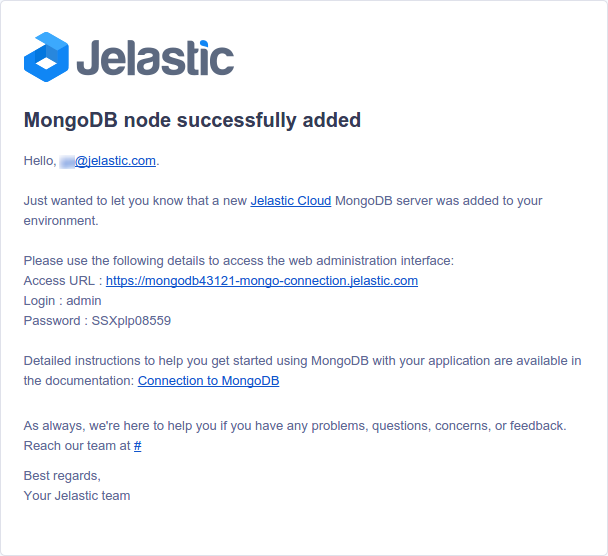 Jelastic
MongoDB node successfully added
Hello, @jelastic.com.
Just wanted to let you know that a new Jelastic Cloud MongoDB server was added to your
environment.
Please use the following details to access the web administration interface:
Access URL : https://mongodb43121-mongo-connection.jelastic.com
Login : admin
Password : SSXplp08559
Detailed instructions to help you get started using MongoDB with your application are available in
the documentation: Connection to MongoDB
As always, we're here to help you if you have any problems, questions, concerns, or feedback.
Reach our team at #
Best regards,
Your Jelastic team